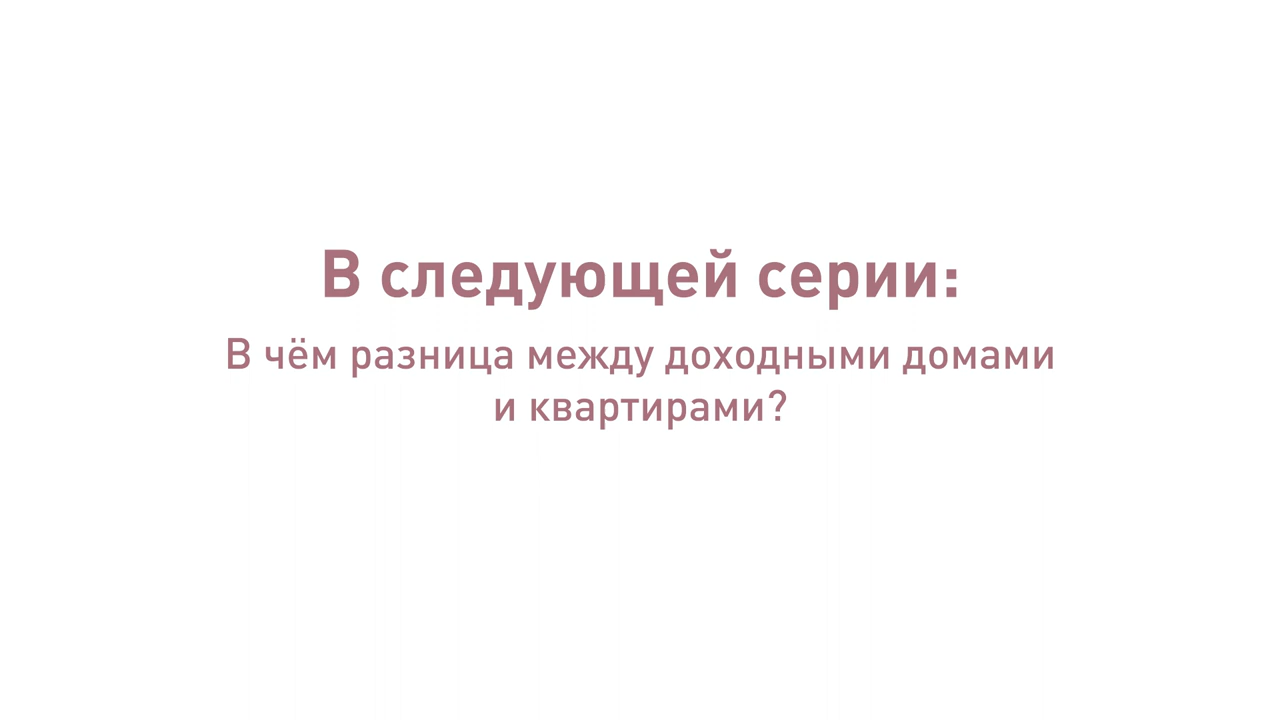 В следующей серии:
В чём разница между доходными домами
и квартирами?